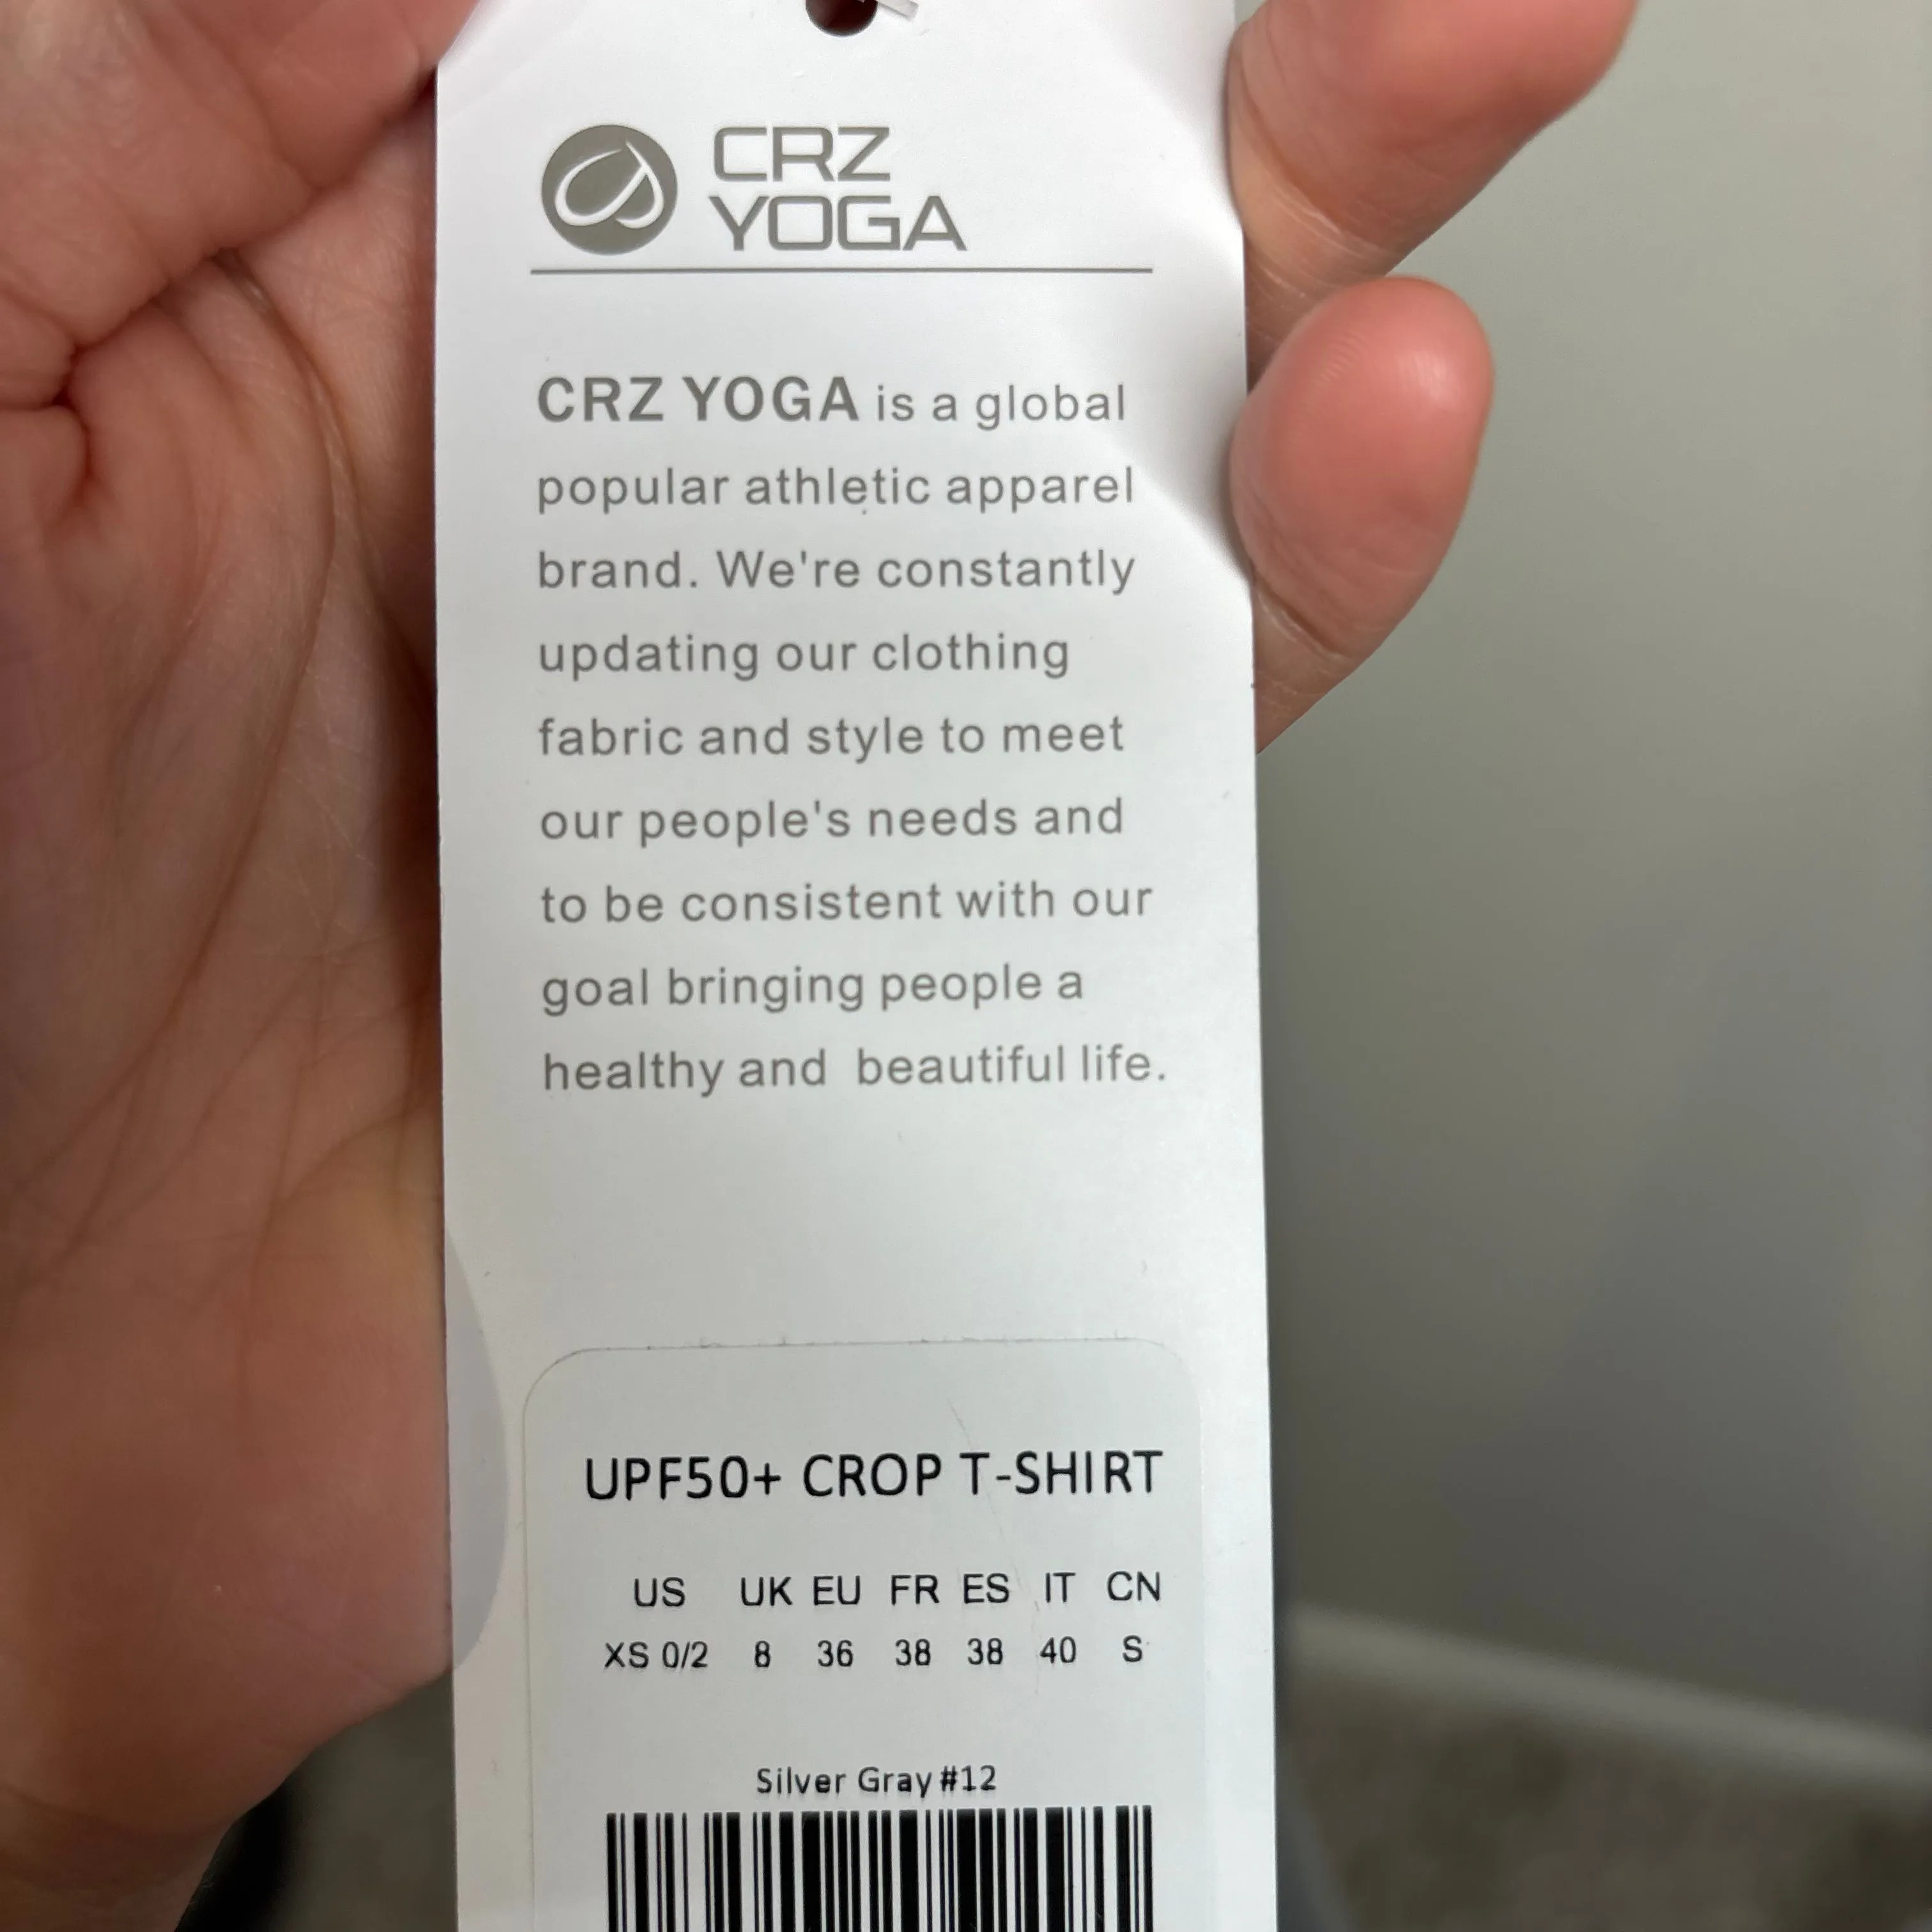 CRZ
YOGA
CRZ YOGA is a global
popular athletic apparel
brand. We're constantly
updating our clothing
fabric and style to meet
our people's needs and
to be consistent with our
goal bringing people a
healthy and beautiful life.
UPF50+ CROP T-SHIRT
US UK EU FR ES IT CN
XS 0/2 8 36 38 38 40 S
Silver Gray #12